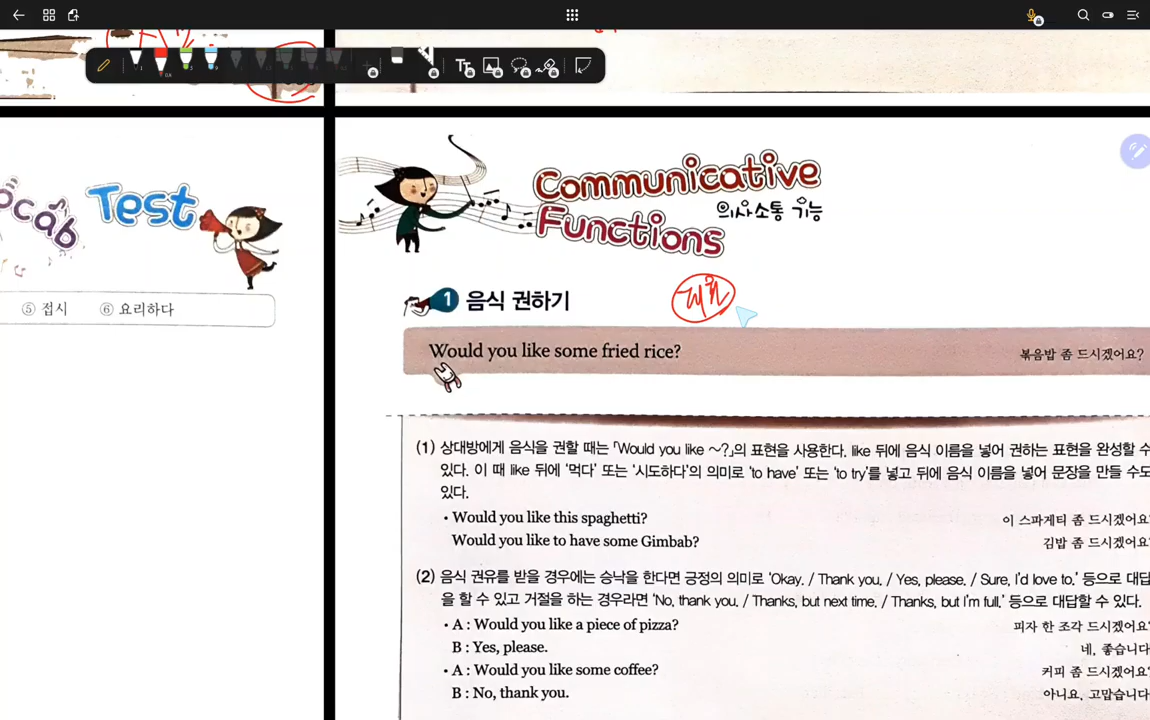 Tт
ocab Test
⑤ 접시 ⑥ 요리하다
Communicative
Functions 의사소통 기능
1 음식 권하기
Would you like some fried rice? 볶음밥 좀 드시겠어요?
(1) 상대방에게 음식을 권할 때는 「Would you like ~?」의 표현을 사용한다. like 뒤에 음식 이름을 넣어 권하는 표현을 완성할 수
있다. 이 때 like 뒤에 ‘먹다’ 또는 ‘시도하다’의 의미로 ‘to have’ 또는 ‘to try’를 넣고 뒤에 음식 이름을 넣어 문장을 만들 수도
있다.
• Would you like this spaghetti? 이 스파게티 좀 드시겠어요?
Would you like to have some Gimbab? 김밥 좀 드시겠어요?
(2) 음식 권유를 받을 경우에는 승낙을 한다면 긍정의 의미로 ‘Okay. / Thank you. / Yes, please. / Sure, I’d love to.’ 등으로 대답
을 할 수 있고 거절을 하는 경우라면 ‘No, thank you. / Thanks, but next time. / Thanks, but I’m full.’ 등으로 대답할 수 있다.
• A : Would you like a piece of pizza? 피자 한 조각 드시겠어요?
B : Yes, please. 네, 좋습니다
• A : Would you like some coffee? 커피 좀 드시겠어요?
B : No, thank you. 아니요, 고맙습니다